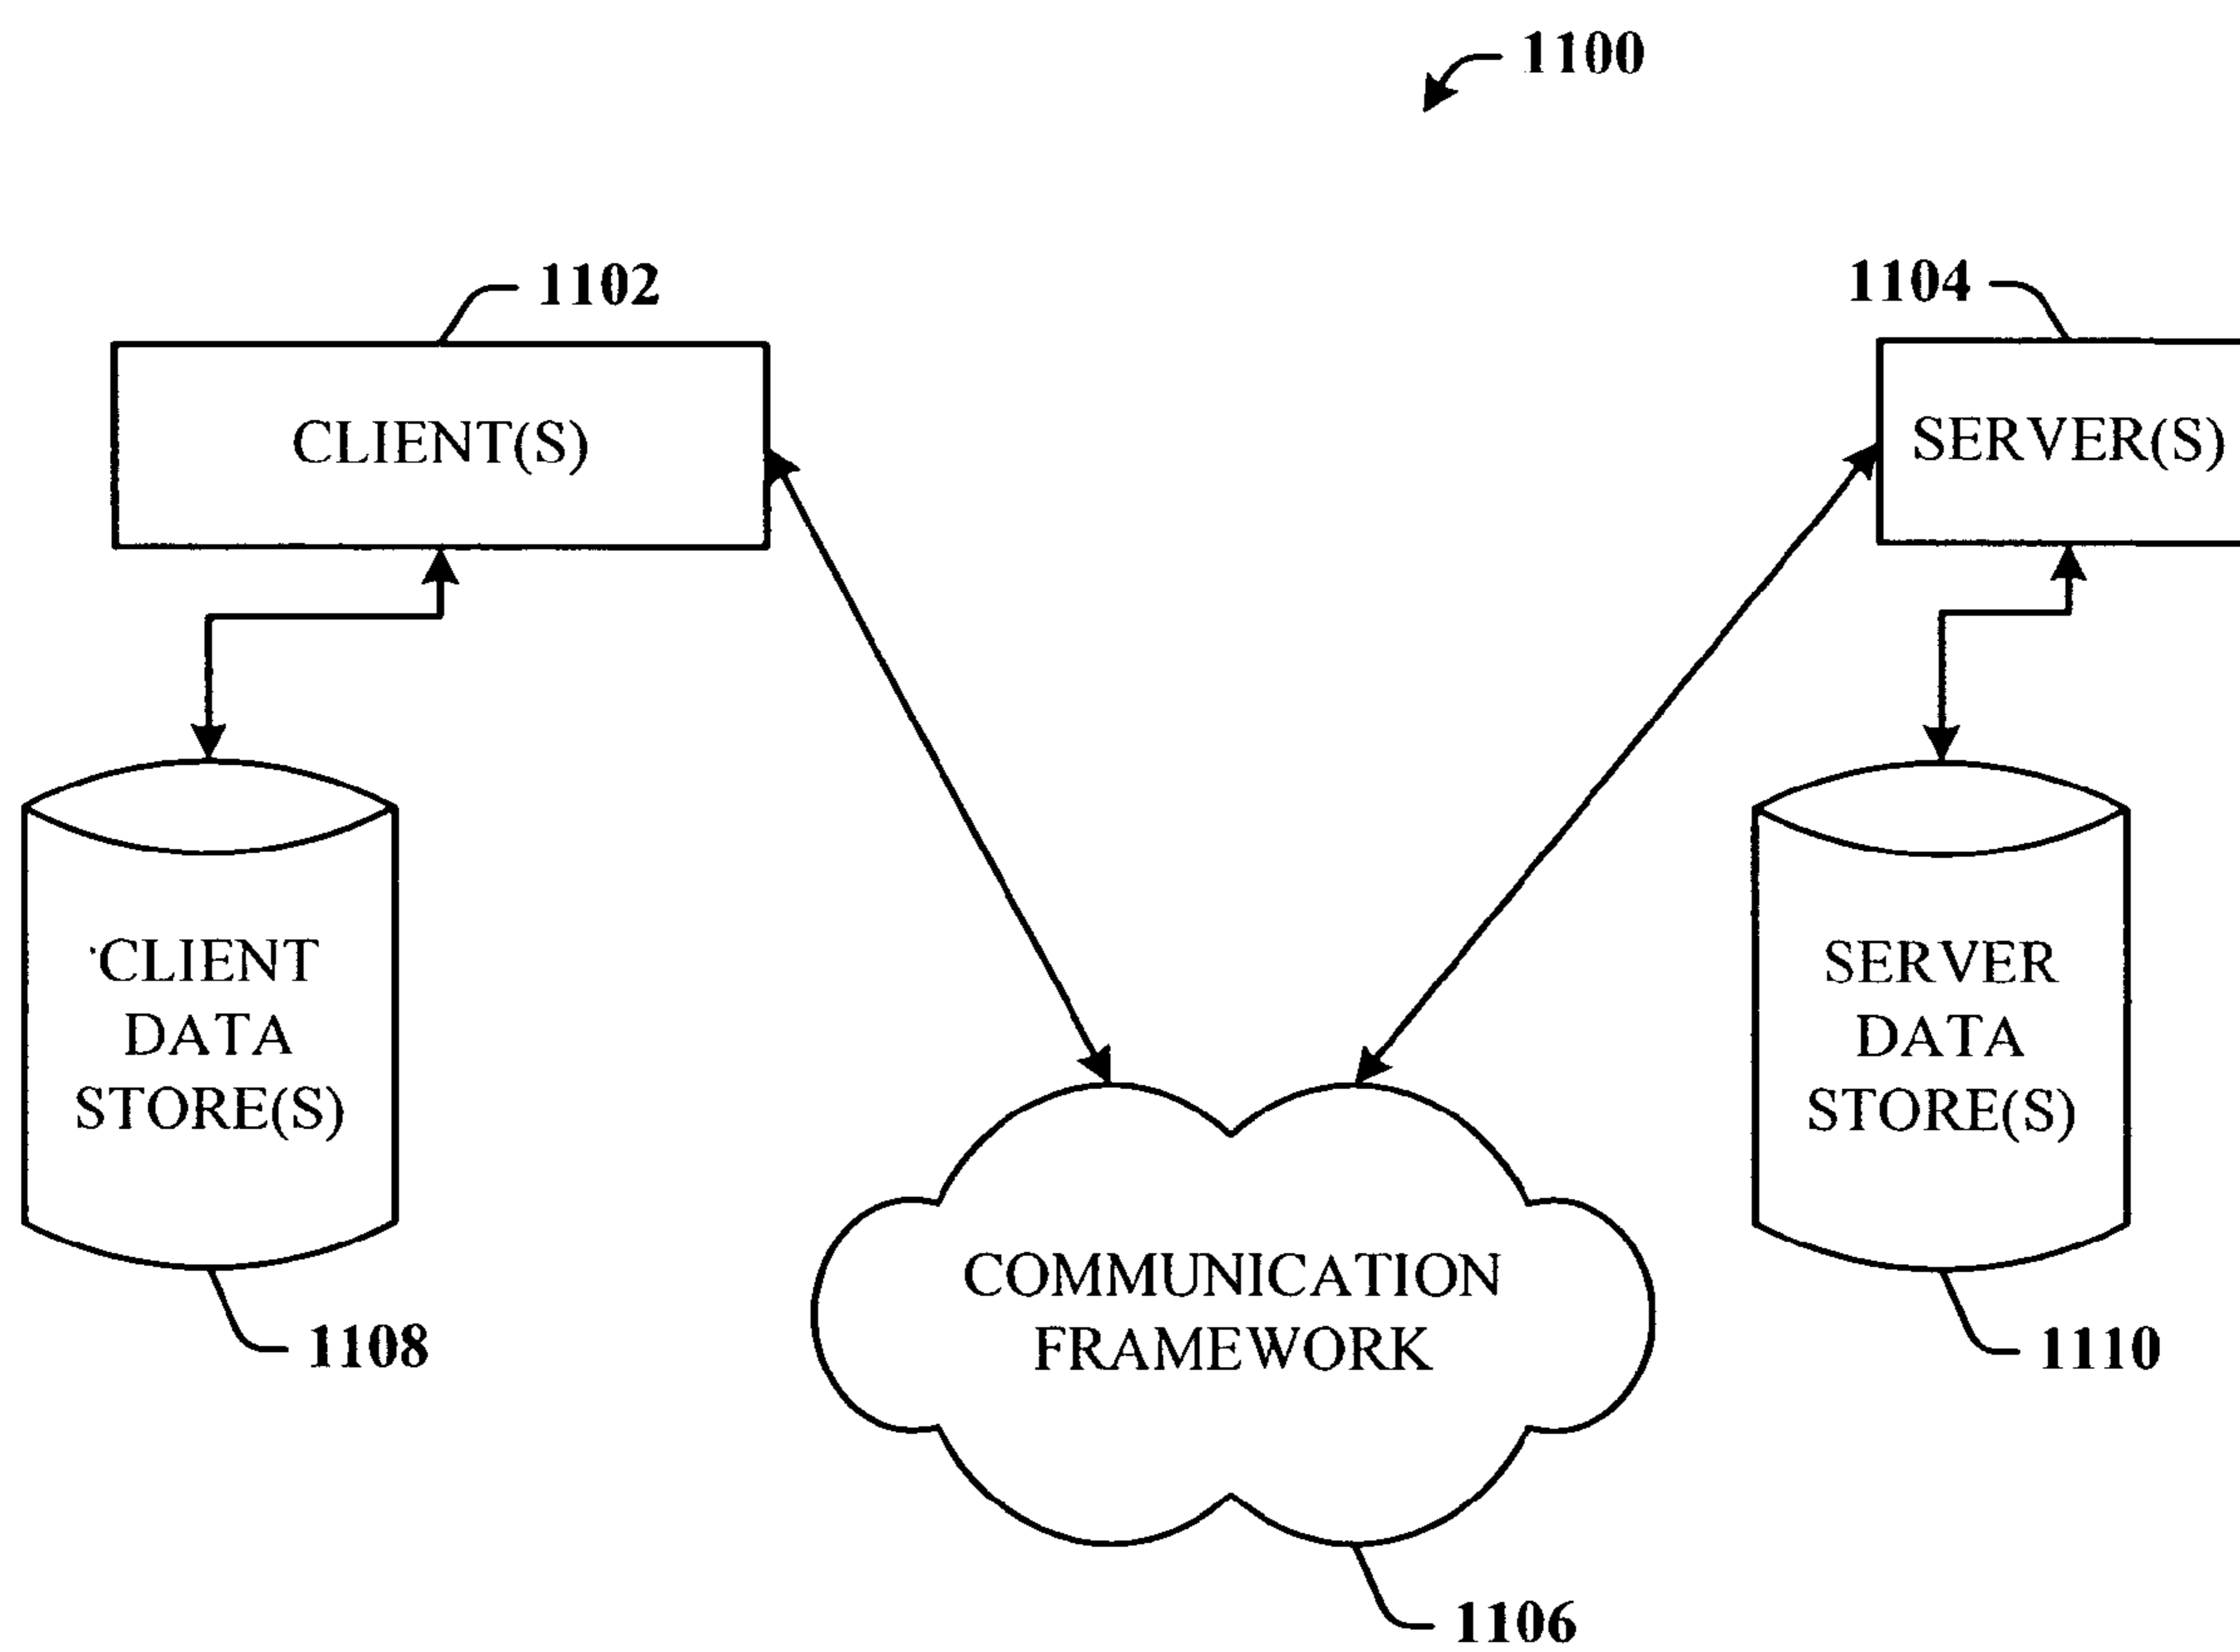 1100
1102
1104
CLIENT(S)
SERVER(S)
CLIENT
DATA
STORE(S)
SERVER
DATA
STORE(S)
COMMUNICATION
FRAMEWORK
1108
1110
1106